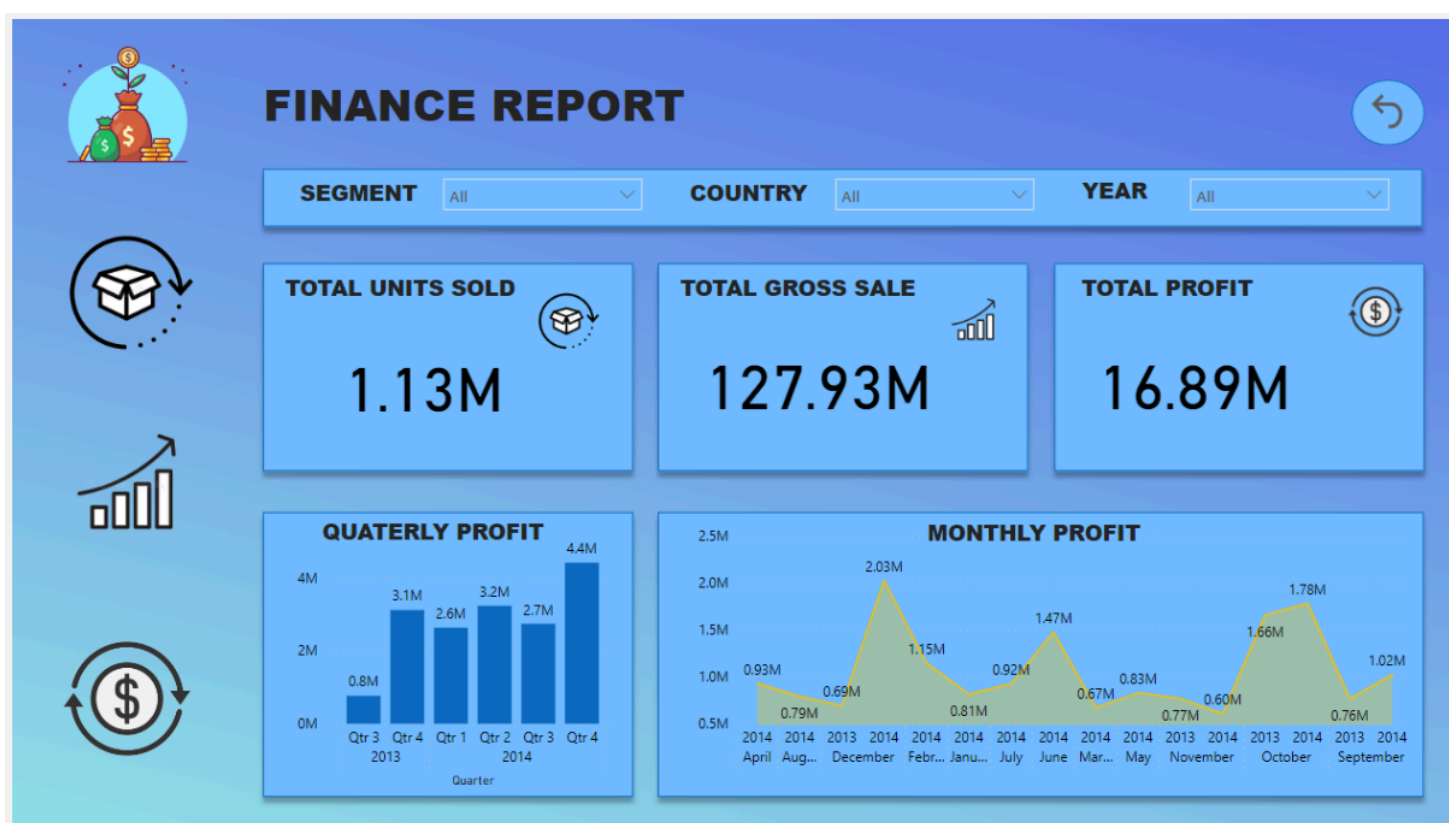 FINANCE REPORT
SEGMENT All COUNTRY All YEAR All
TOTAL UNITS SOLD
1.13M
TOTAL GROSS SALE
127.93M
TOTAL PROFIT
16.89M
QUATERLY PROFIT
4.4M
4M
3.1M 2.6M 3.2M 2.7M
2M
0.8M
0M
Qtr 3 Qtr 4 Qtr 1 Qtr 2 Qtr 3 Qtr 4
2013 2014
Quarter
MONTHLY PROFIT
2.5M
2.03M
2.0M
1.78M
1.5M
1.47M
1.66M
1.15M
1.0M
0.93M 0.79M 0.69M 0.81M 0.92M 0.67M 0.83M 0.77M 0.60M 0.76M 1.02M
0.5M
2014 2014 2013 2014 2014 2014 2014 2014 2014 2014 2013 2014 2013 2014 2013 2014
April Aug... December Febr... Janu... July June Mar... May November October September
$
$
$
$
$